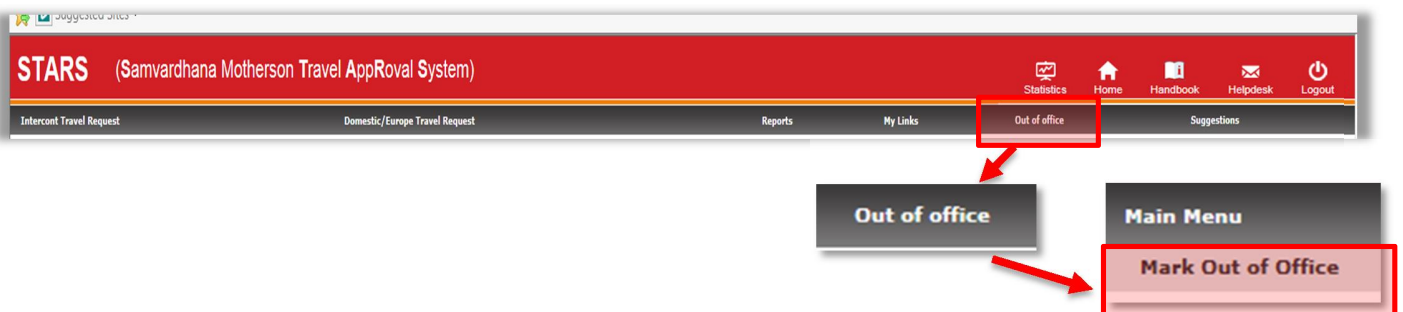 Suggested Sites
STARS (Samvardhana Motherson Travel AppRoval System)
Statistics Home Handbook Helpdesk Logout
Intercont Travel Request Domestic/Europe Travel Request Reports My Links Out of office Suggestions
Out of office
Main Menu
Mark Out of Office